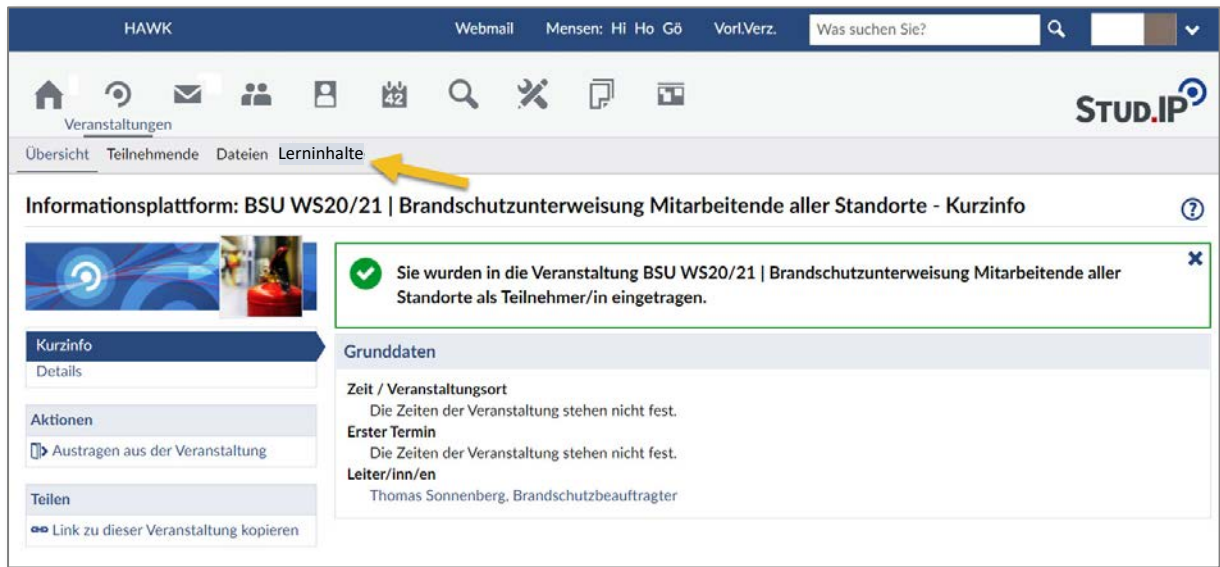 HAWK Webmail Mensen: Hi Ho Gö Vorl.Verz. Was suchen Sie?
42
Veranstaltungen
STUD.IP
Übersicht Teilnehmende Dateien Lerninhalte
Informationsplattform: BSU WS20/21 | Brandschutzunterweisung Mitarbeitende aller Standorte - Kurzinfo
Sie wurden in die Veranstaltung BSU WS20/21 | Brandschutzunterweisung Mitarbeitende aller
Standorte als Teilnehmer/in eingetragen.
Kurzinfo
Details
Aktionen
Austragen aus der Veranstaltung
Teilen
Link zu dieser Veranstaltung kopieren
Grunddaten
Zeit / Veranstaltungsort
Die Zeiten der Veranstaltung stehen nicht fest.
Erster Termin
Die Zeiten der Veranstaltung stehen nicht fest.
Leiter/inn/en
Thomas Sonnenberg, Brandschutzbeauftragter